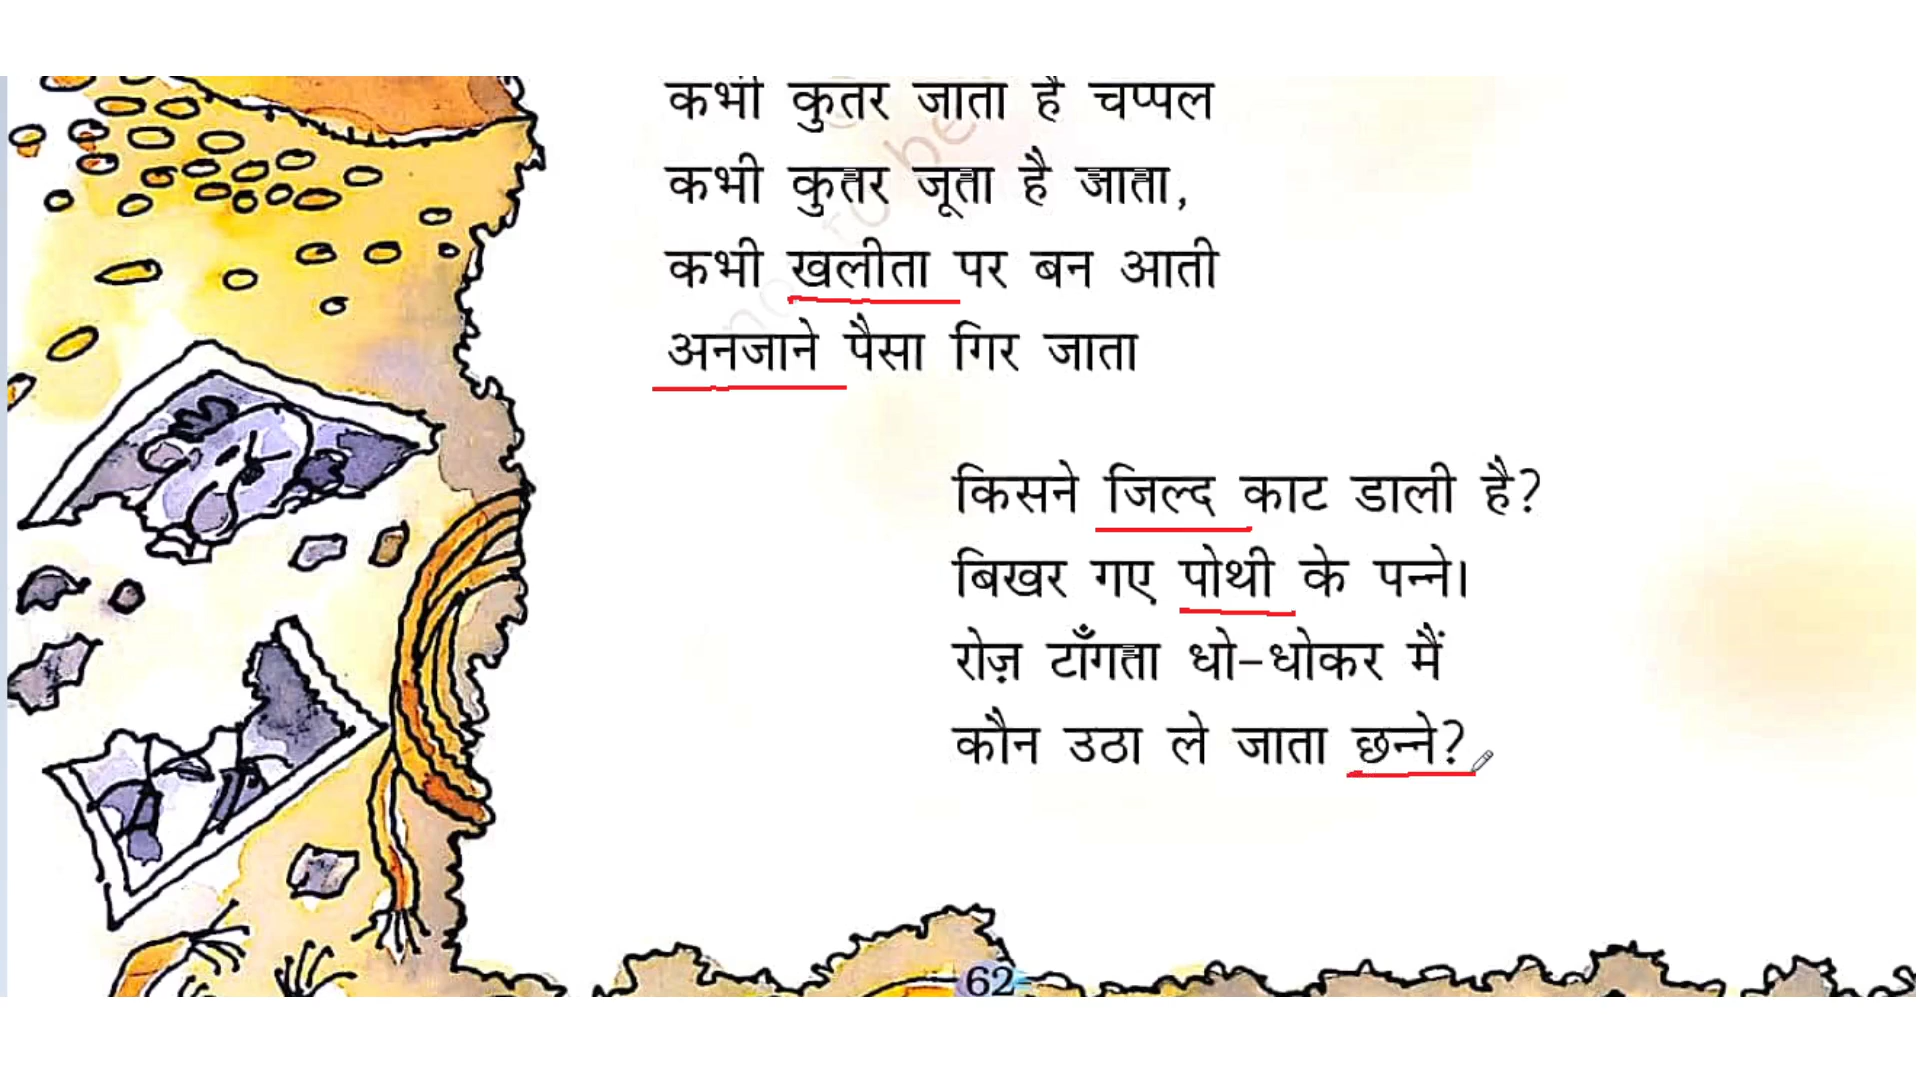 कभी कुतर जाता है चप्पल
कभी कुतर जूता है जाता,
कभी खलीता पर बन आती
अनजाने पैसा गिर जाता
किसने जिल्द काट डाली है?
बिखर गए पोथी के पन्ने।
रोज़ टाँगता धो-धोकर मैं
कौन उठा ले जाता छन्ने?
62